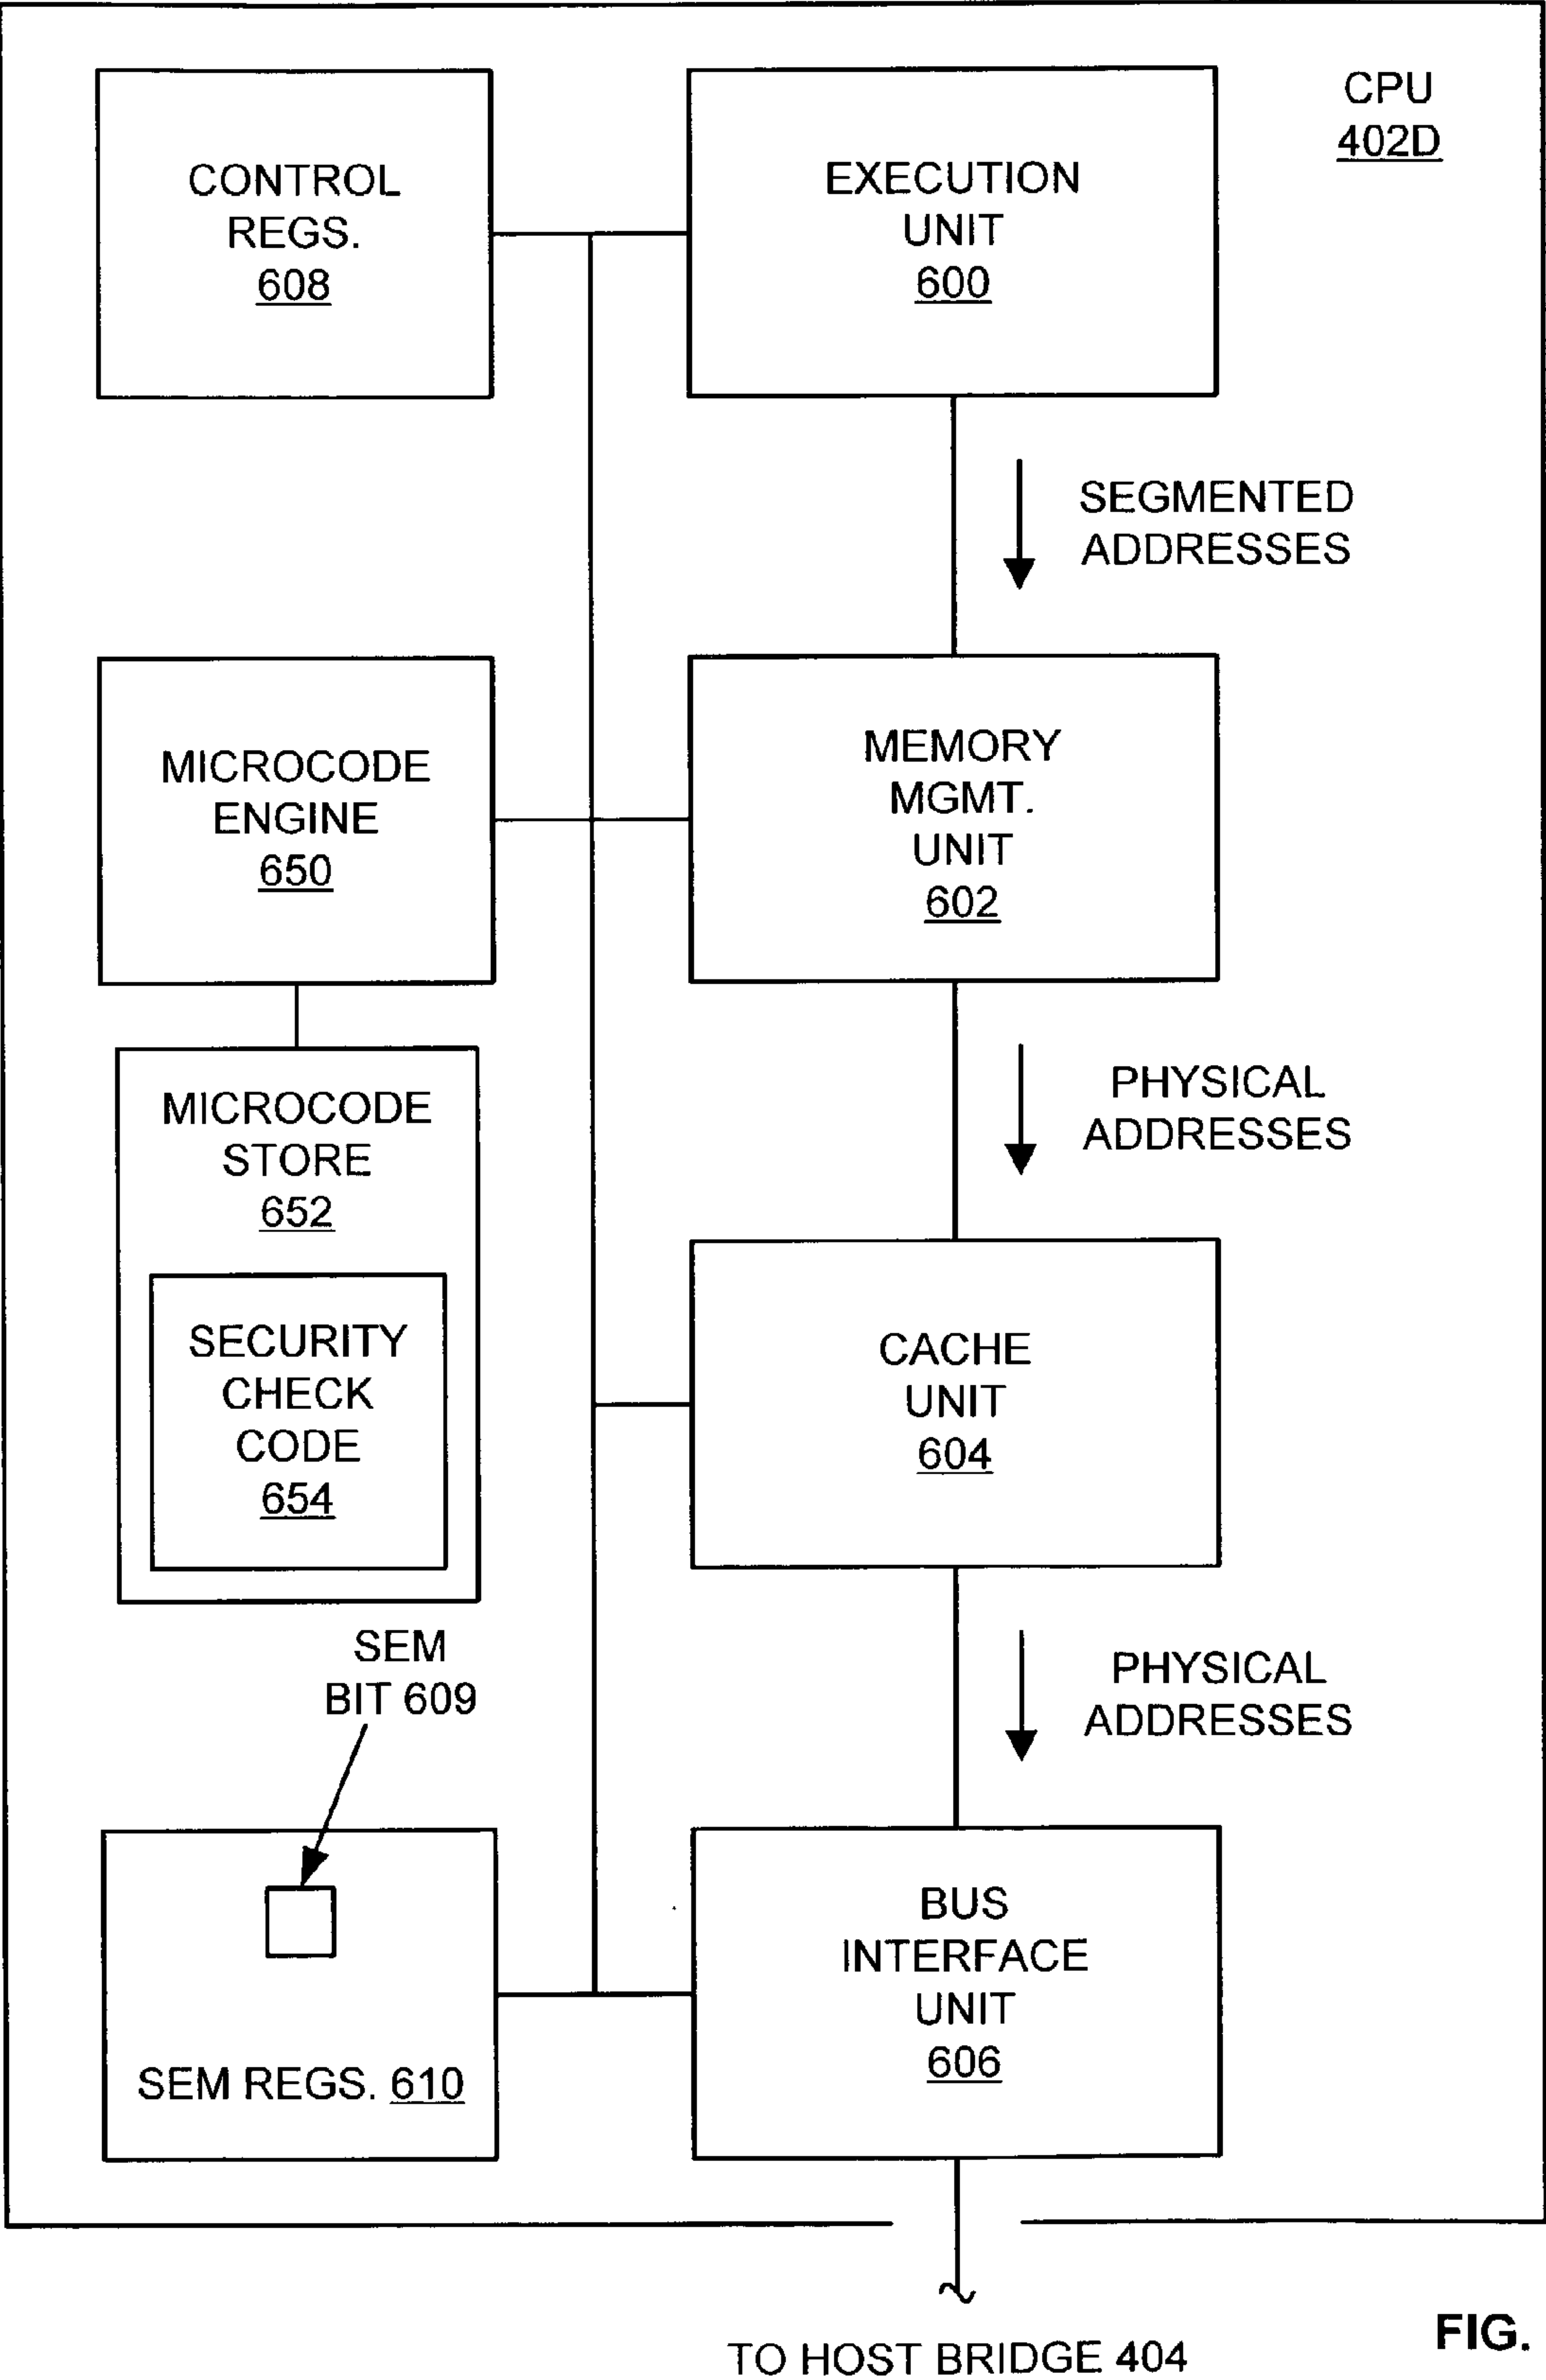 CPU
402D
CONTROL
REGS.
608
EXECUTION
UNIT
600
SEGMENTED
ADDRESSES
MICROCODE
ENGINE
650
MEMORY
MGMT.
UNIT
602
PHYSICAL
ADDRESSES
MICROCODE
STORE
652
SECURITY
CHECK
CODE
654
CACHE
UNIT
604
SEM
BIT 609
PHYSICAL
ADDRESSES
SEM REGS. 610
BUS
INTERFACE
UNIT
606
TO HOST BRIDGE 404
FIG.